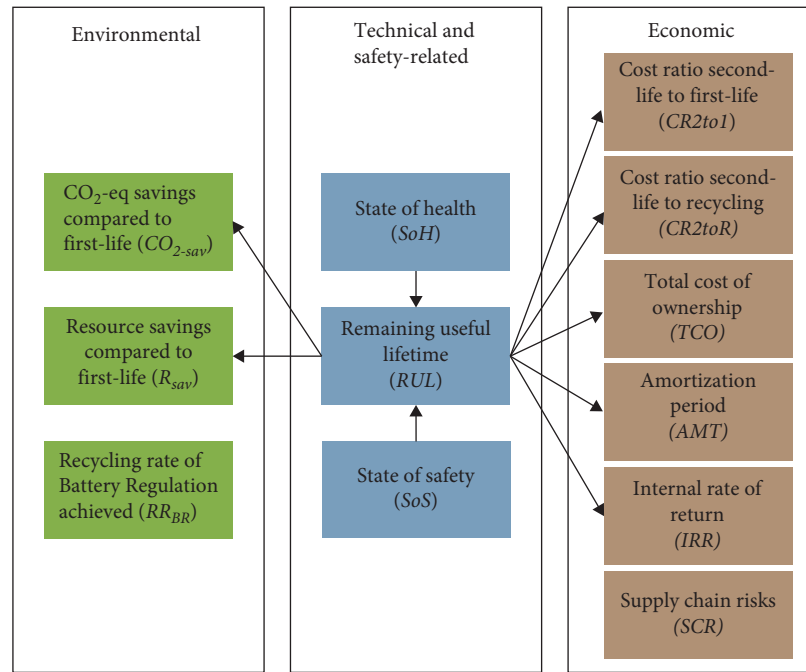 Environmental
CO₂-eq savings
compared to
first-life (CO₂₋sav)
Resource savings
compared to
first-life (Rsav)
Recycling rate of
Battery Regulation
achieved (RRBR)
Technical and
safety-related
State of health
(SoH)
Remaining useful
lifetime
(RUL)
State of safety
(SoS)
Economic
Cost ratio second-
life to first-life
(CR2to1)
Cost ratio second-
life to recycling
(CR2toR)
Total cost of
ownership
(TCO)
Amortization
period
(AMT)
Internal rate of
return
(IRR)
Supply chain risks
(SCR)